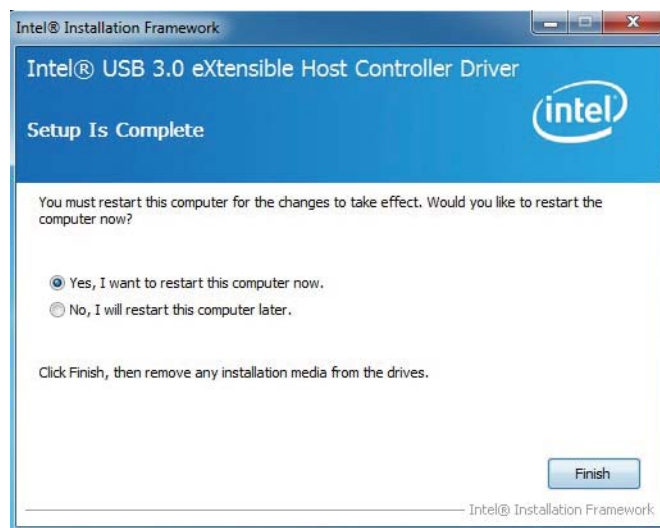 Intel® Installation Framework
Intel® USB 3.0 eXtensible Host Controller Driver
intel
Setup Is Complete
You must restart this computer for the changes to take effect. Would you like to restart the
computer now?
Yes, I want to restart this computer now.
No, I will restart this computer later.
Click Finish, then remove any installation media from the drives.
Finish
Intel® Installation Framework